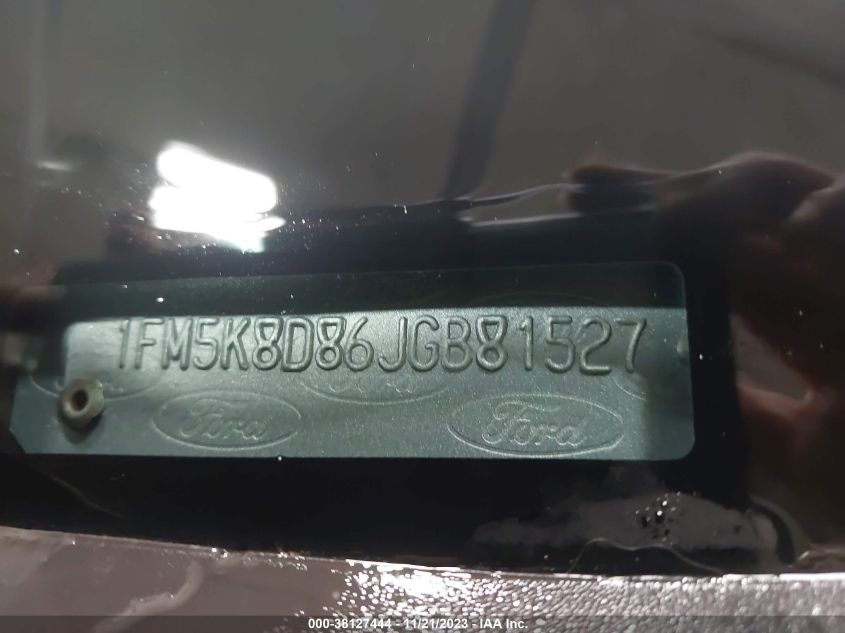 1FM5K8D86JGB81527
Ford Ford
000-38127444 - 11/21/2023 - IAA Inc.